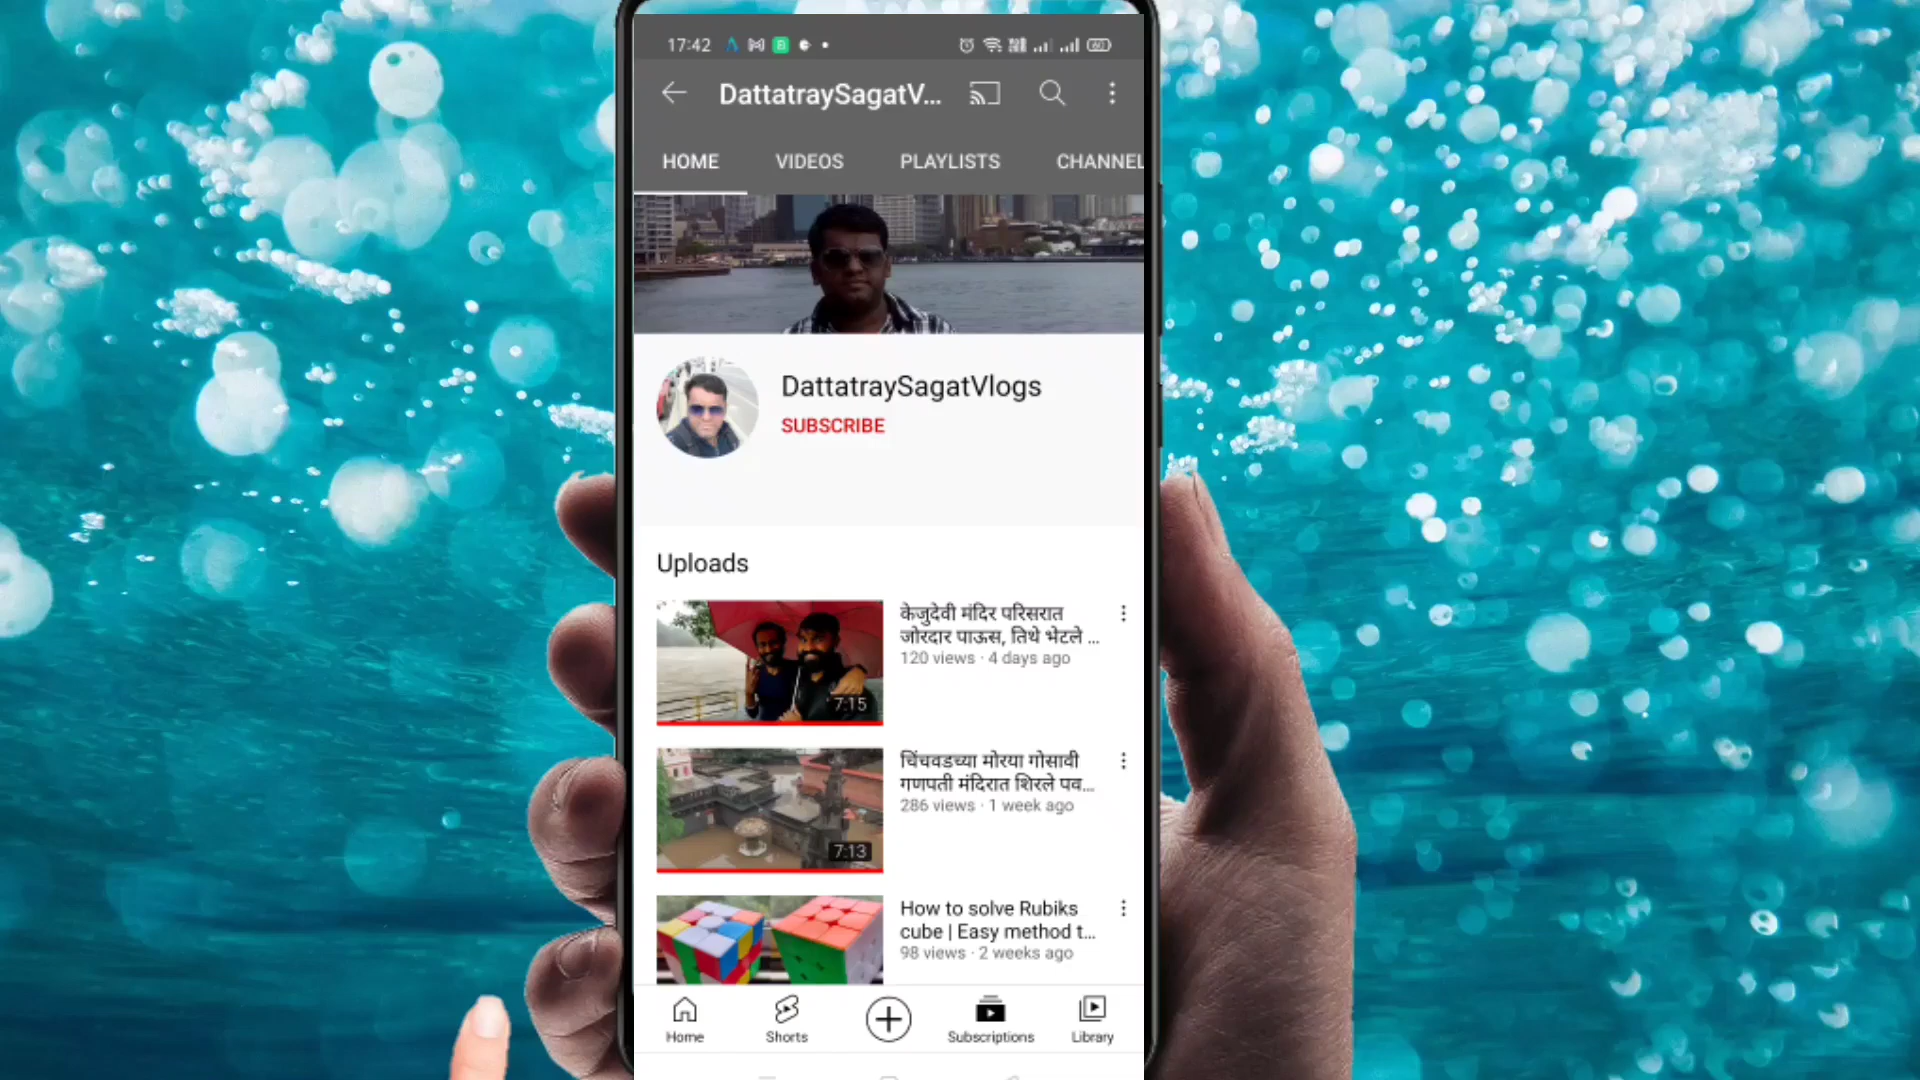 17:42
DattatraySagatV...
HOME VIDEOS PLAYLISTS CHANNEL
DattatraySagatVlogs
SUBSCRIBE
Uploads
केजुदेवी मंदिर परिसरात
जोरदार पाऊस, तिथे भेटले ...
120 views · 4 days ago
7:15
चिंचवडच्या मोरया गोसावी
गणपती मंदिरात शिरले पव...
286 views · 1 week ago
7:13
How to solve Rubiks
cube | Easy method t...
98 views · 2 weeks ago
Home Shorts Subscriptions Library